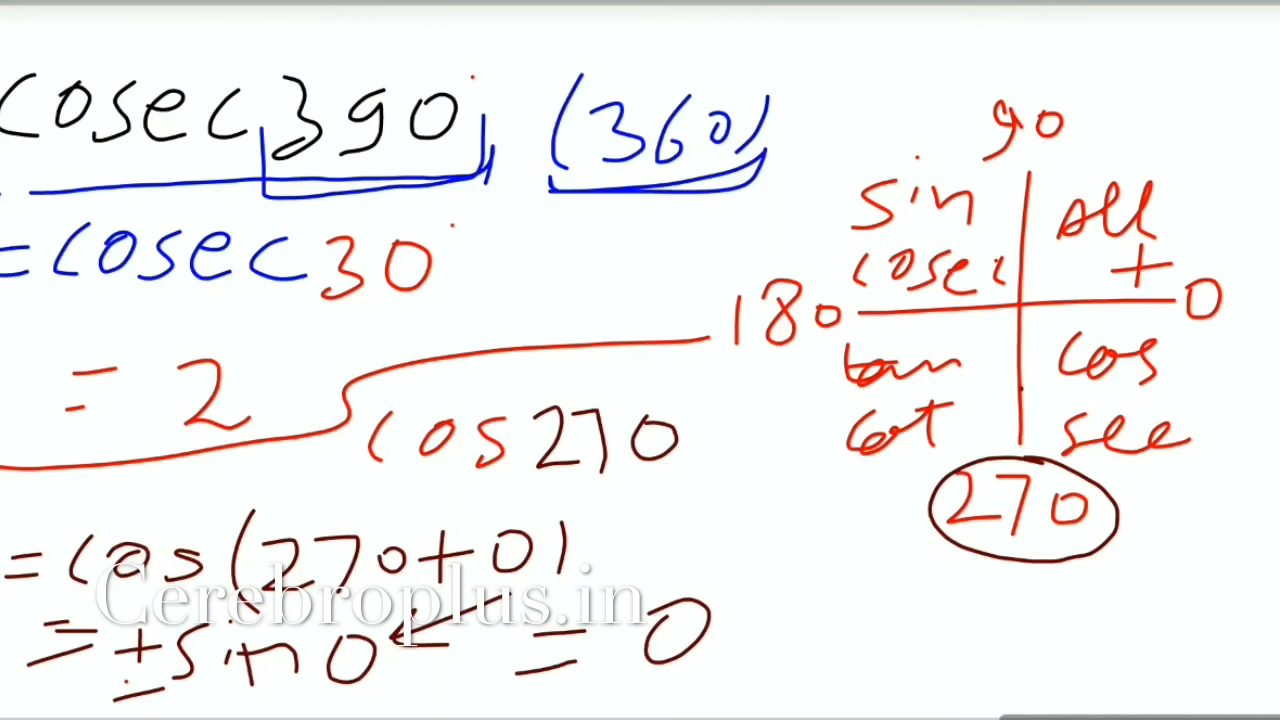 cosec 390 (360)
= cosec 30
= 2
cos 270
= cos (270+0)
= ± sin 0 = 0
90
sin All
cosec +
180 0
tan cos
cot sec
270
Cerebroplus.in